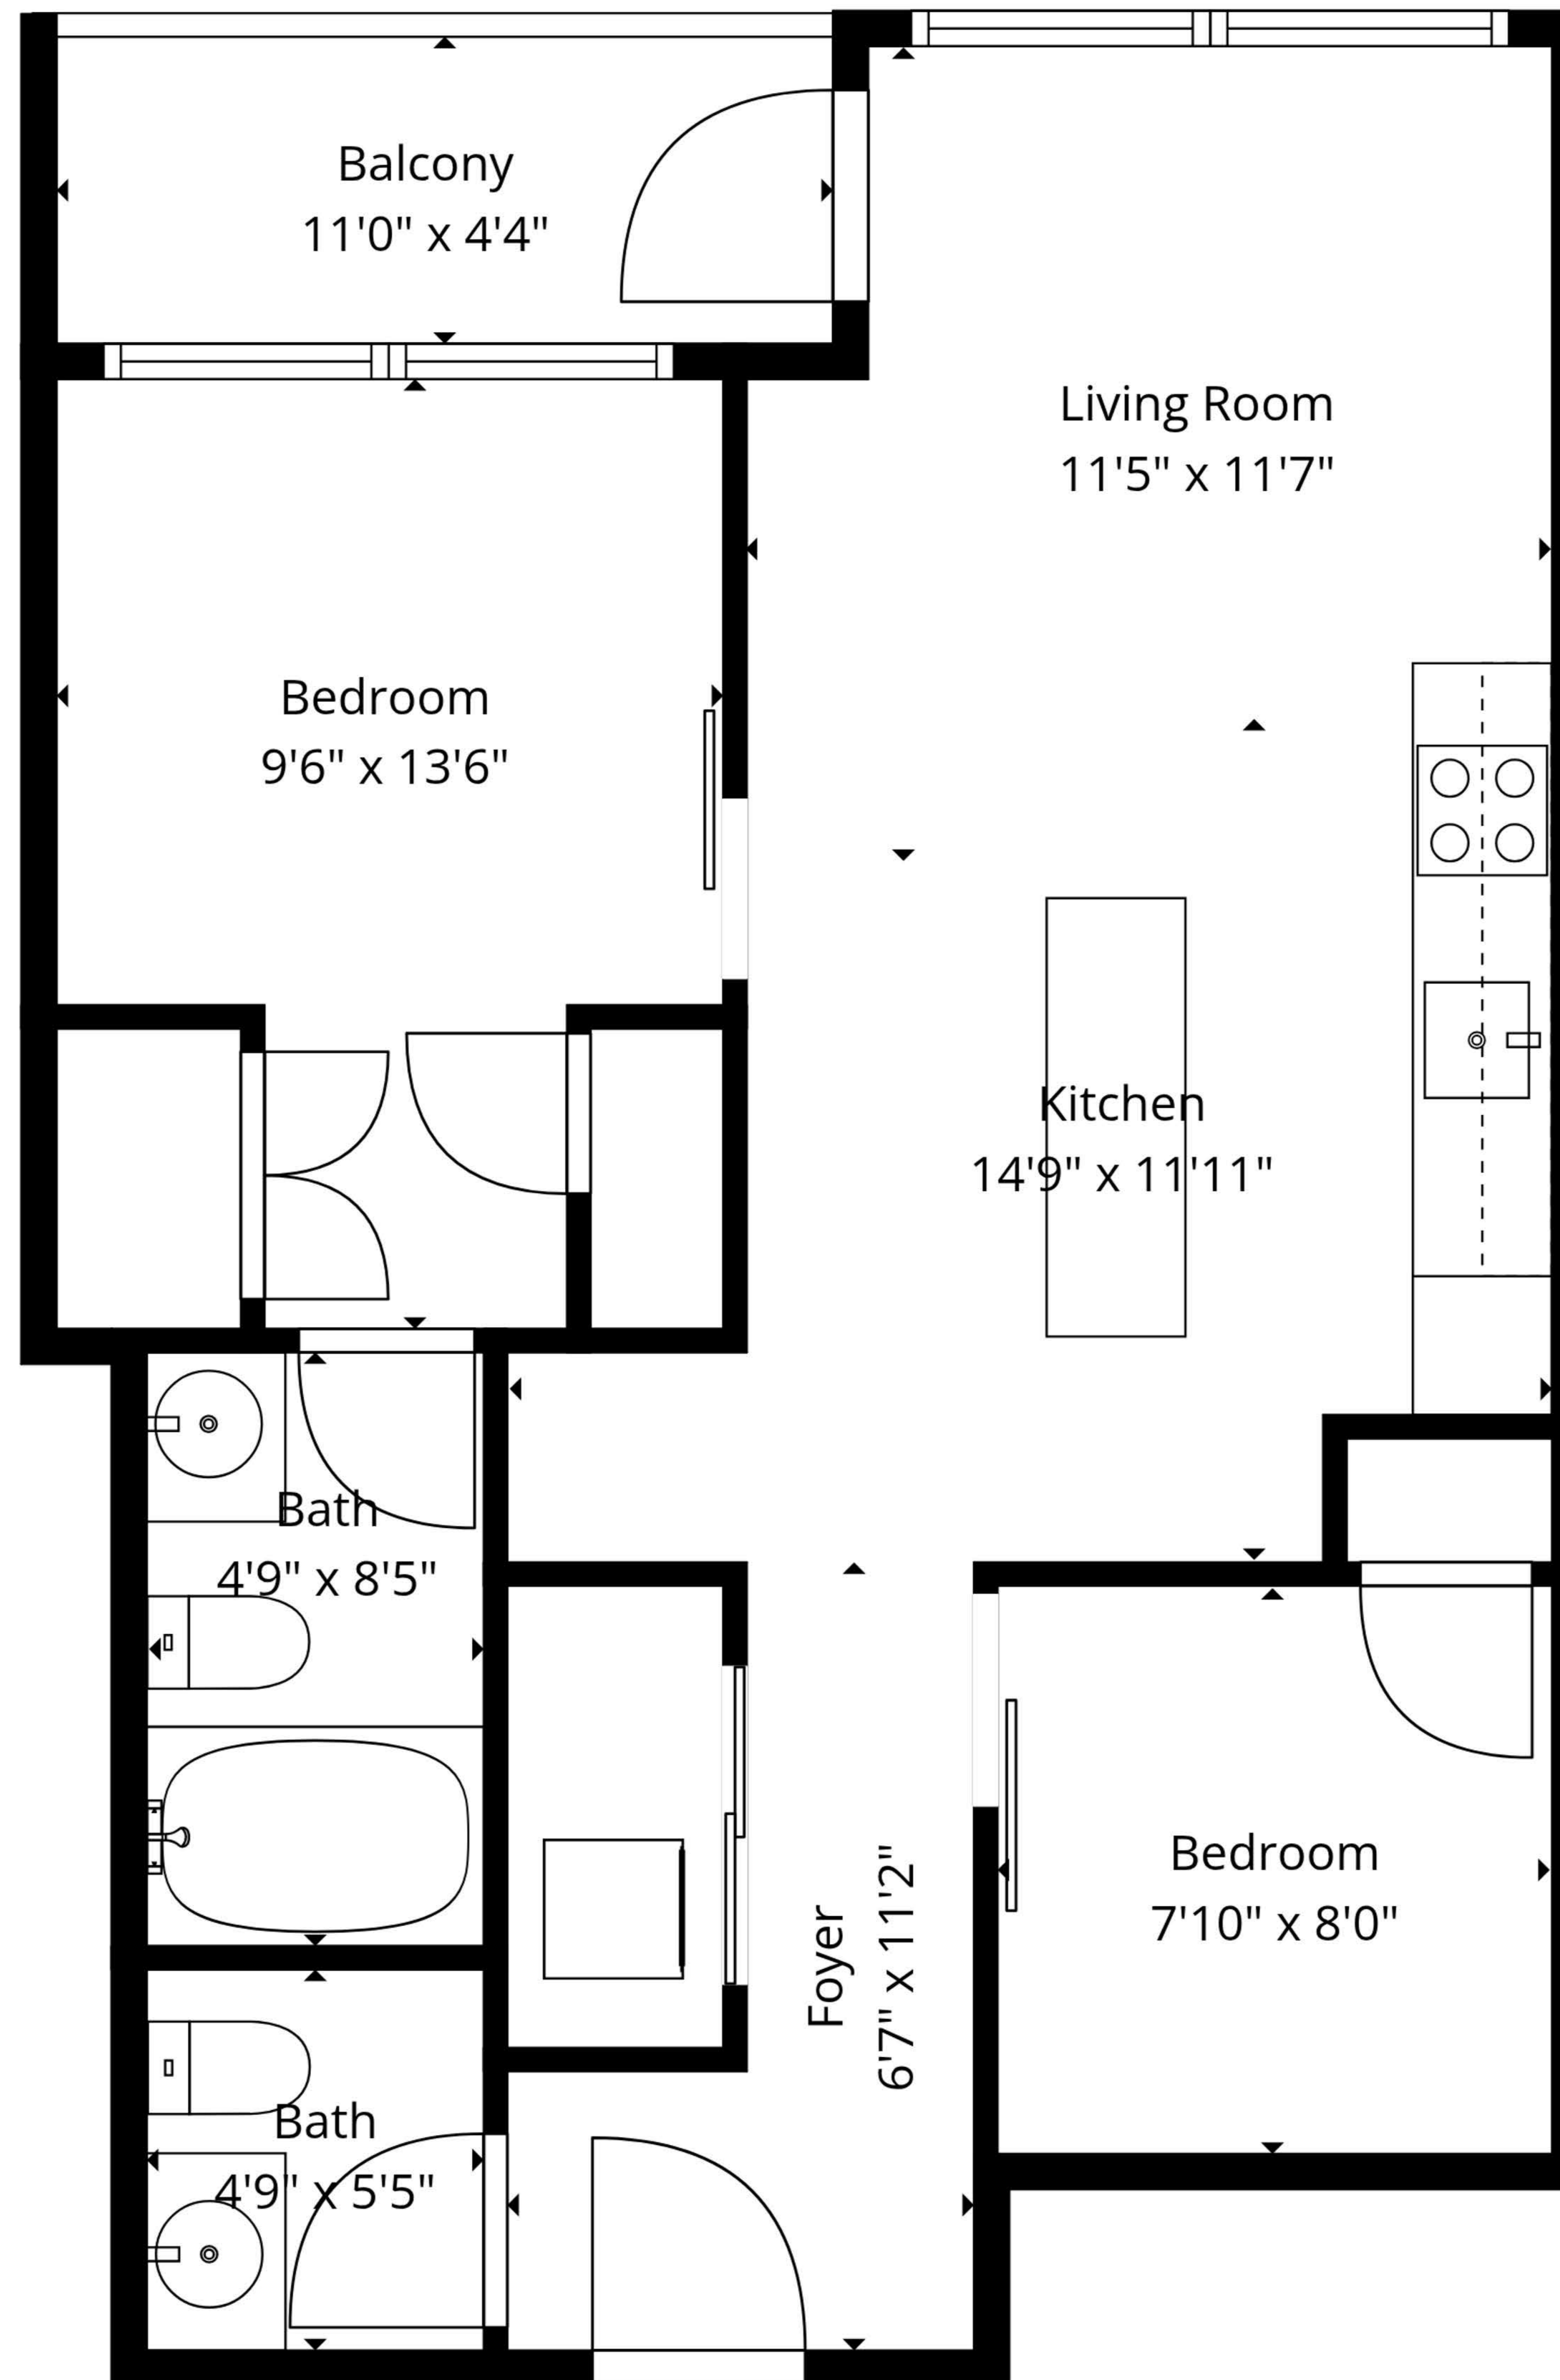 Balcony
11'0" x 4'4"
Living Room
11'5" x 11'7"
Bedroom
9'6" x 13'6"
Kitchen
14'9" x 11'11"
Bath
4'9" x 8'5"
Bedroom
7'10" x 8'0"
Foyer
6'7" x 11'2"
Bath
4'9" x 5'5"